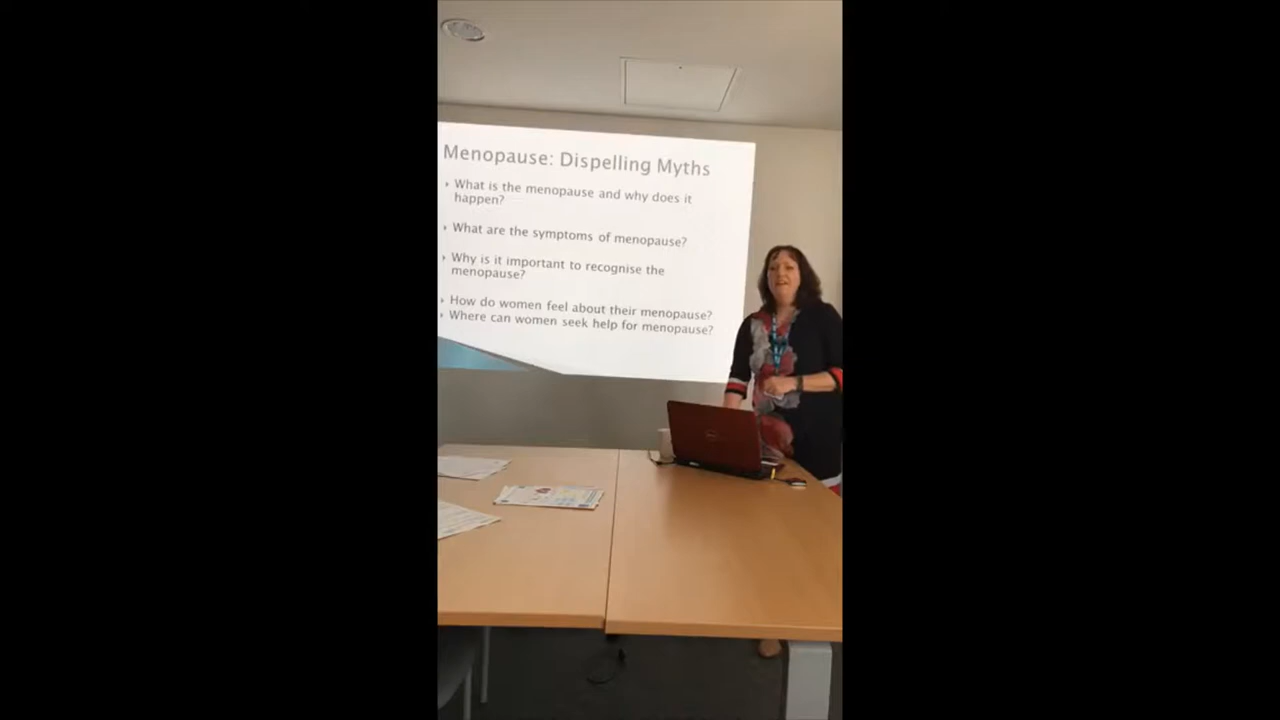 Menopause: Dispelling Myths
What is the menopause and why does it
happen?
What are the symptoms of menopause?
Why is it important to recognise the
menopause?
How do women feel about their menopause?
Where can women seek help for menopause?